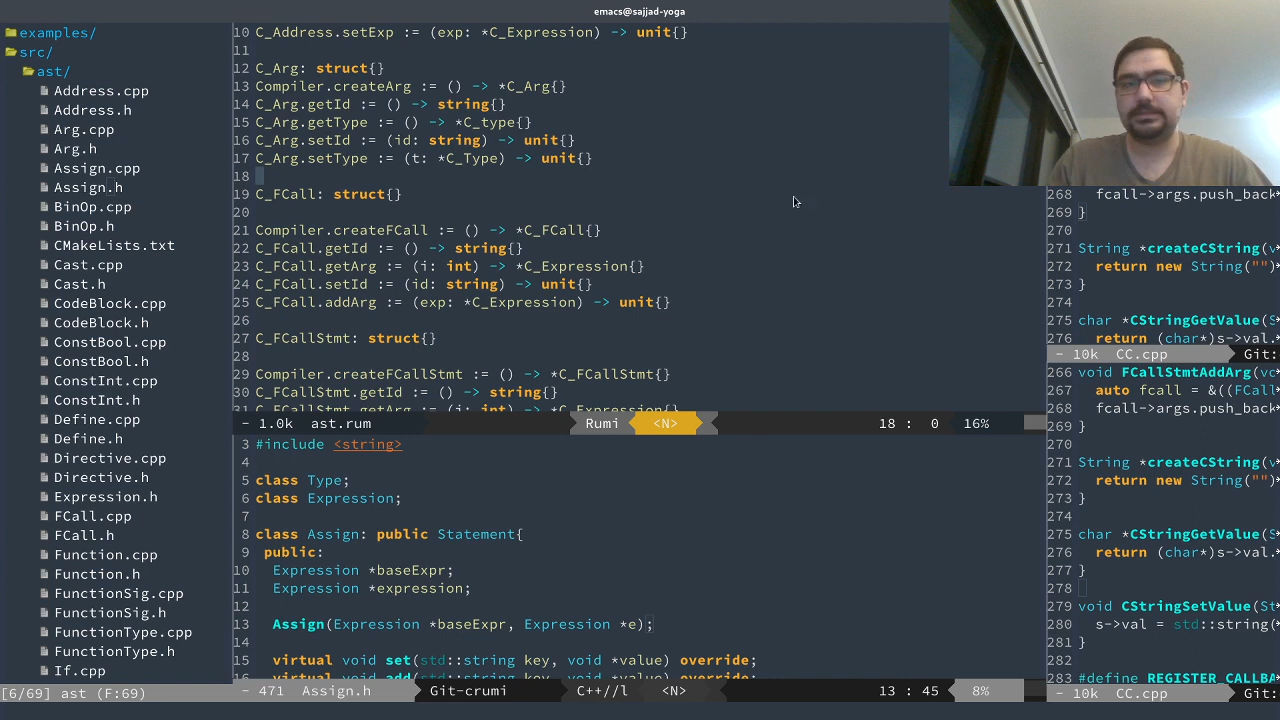 emacs@sajjad-yoga
examples/
src/
ast/
Address.cpp
Address.h
Arg.cpp
Arg.h
Assign.cpp
Assign.h
BinOp.cpp
BinOp.h
CMakeLists.txt
Cast.cpp
Cast.h
CodeBlock.cpp
CodeBlock.h
ConstBool.cpp
ConstBool.h
ConstInt.cpp
ConstInt.h
Define.cpp
Define.h
Directive.cpp
Directive.h
Expression.h
FCall.cpp
FCall.h
Function.cpp
Function.h
FunctionSig.cpp
FunctionSig.h
FunctionType.cpp
FunctionType.h
If.cpp
[6/69] ast (F:69)
10 C_Address.setExp := (exp: *C_Expression) -> unit{}
11
12 C_Arg: struct{}
13 Compiler.createArg := () -> *C_Arg{}
14 C_Arg.getId := () -> string{}
15 C_Arg.getType := () -> *C_type{}
16 C_Arg.setId := (id: string) -> unit{}
17 C_Arg.setType := (t: *C_Type) -> unit{}
18
19 C_FCall: struct{}
20
21 Compiler.createFCall := () -> *C_FCall{}
22 C_FCall.getId := () -> string{}
23 C_FCall.getArg := (i: int) -> *C_Expression{}
24 C_FCall.setId := (id: string) -> unit{}
25 C_FCall.addArg := (exp: *C_Expression) -> unit{}
26
27 C_FCallStmt: struct{}
28
29 Compiler.createFCallStmt := () -> *C_FCallStmt{}
30 C_FCallStmt.getId := () -> string{}
31 C_FCallStmt.getArg := (i: int) -> *C_Expression{}
- 1.0k ast.rum Rumi <N> 18 : 0 16%
3 #include <string>
4
5 class Type;
6 class Expression;
7
8 class Assign: public Statement{
9 public:
10 Expression *baseExpr;
11 Expression *expression;
12
13 Assign(Expression *baseExpr, Expression *e);
14
15 virtual void set(std::string key, void *value) override;
16 virtual void add(std::string key, void *value) override;
- 471 Assign.h Git-crumi C++//l <N> 13 : 45 8%
268 fcall->args.push_back
269 }
270
271 String *createCString(v
272 return new String("")
273 }
274
275 char *CStringGetValue(S
276 return (char*)s->val.
- 10k CC.cpp Git:
266 void FCallStmtAddArg(vo
267 auto fcall = &((FCall
268 fcall->args.push_back
269 }
270
271 String *createCString(v
272 return new String("")
273 }
274
275 char *CStringGetValue(S
276 return (char*)s->val.
277 }
278
279 void CStringSetValue(St
280 s->val = std::string(
281 }
282
283 #define REGISTER_CALLBA
- 10k CC.cpp Git: